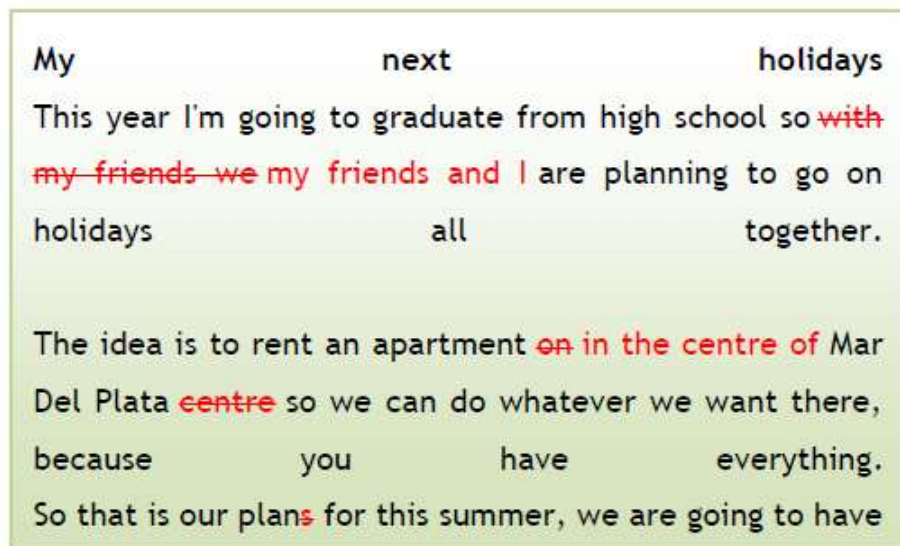 My next holidays
This year I'm going to graduate from high school so with
my friends we my friends and I are planning to go on
holidays all together.
The idea is to rent an apartment on in the centre of Mar
Del Plata centre so we can do whatever we want there,
because you have everything.
So that is our plans for this summer, we are going to have